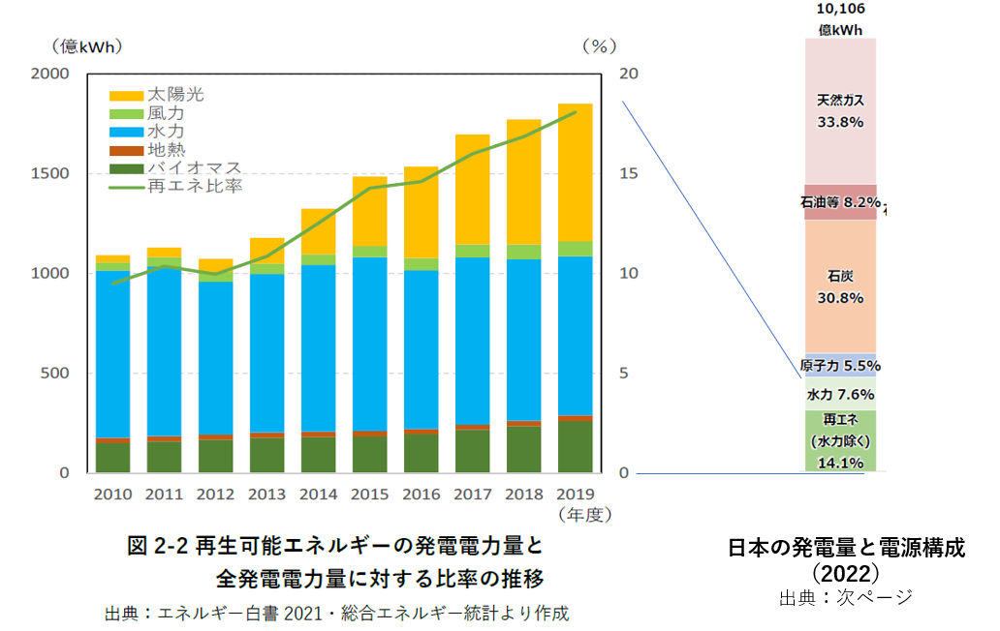 （億kWh）
（%）
2000
1500
1000
500
0
20
15
10
5
0
太陽光
風力
水力
地熱
バイオマス
再エネ比率
2010 2011 2012 2013 2014 2015 2016 2017 2018 2019
（年度）
図 2-2 再生可能エネルギーの発電電力量と
全発電電力量に対する比率の推移
出典：エネルギー白書 2021・総合エネルギー統計より作成
10,106
億kWh
天然ガス
33.8%
石油等 8.2%
石炭
30.8%
原子力 5.5%
水力 7.6%
再エネ
(水力除く)
14.1%
日本の発電量と電源構成
（2022）
出典：次ページ